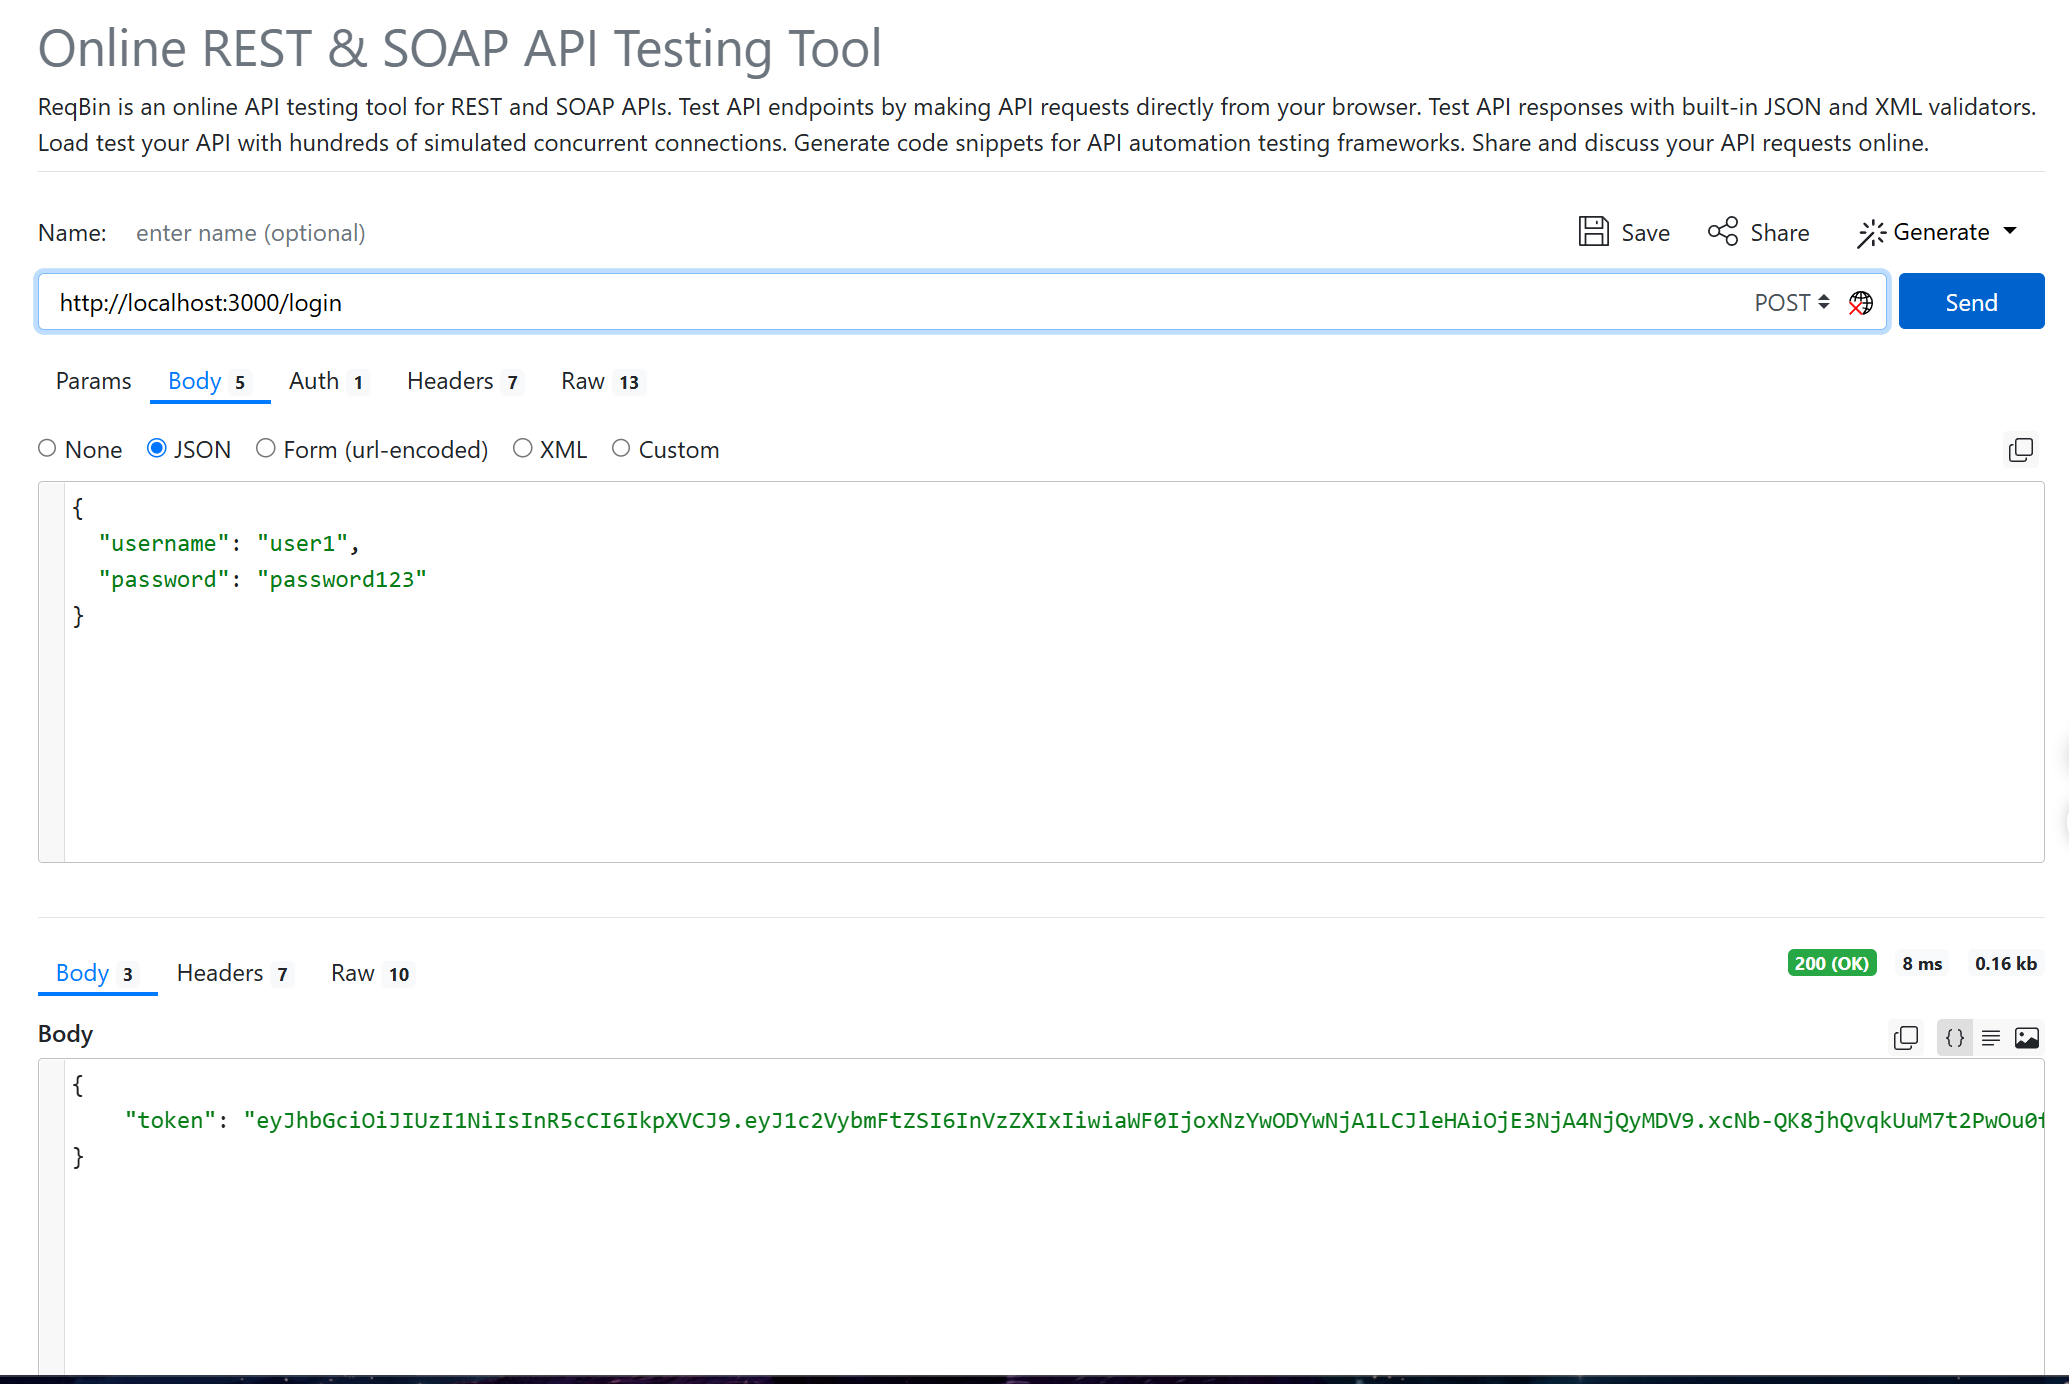 Online REST & SOAP API Testing Tool
ReqBin is an online API testing tool for REST and SOAP APIs. Test API endpoints by making API requests directly from your browser. Test API responses with built-in JSON and XML validators.
Load test your API with hundreds of simulated concurrent connections. Generate code snippets for API automation testing frameworks. Share and discuss your API requests online.
Name: enter name (optional) Save Share Generate
http://localhost:3000/login POST Send
Params Body 5 Auth 1 Headers 7 Raw 13
None JSON Form (url-encoded) XML Custom
{
"username": "user1",
"password": "password123"
}
Body 3 Headers 7 Raw 10 200 (OK) 8 ms 0.16 kb
Body {}
{
"token": "eyJhbGciOiJIUzI1NiIsInR5cCI6IkpXVCJ9.eyJ1c2VybmFtZSI6InVzZXIxIiwiaWF0IjoxNzYwODYwNjA1LCJleHAiOjE3NjA4NjQyMDV9.xcNb-QK8jhQvqkUuM7t2PwOu0
}